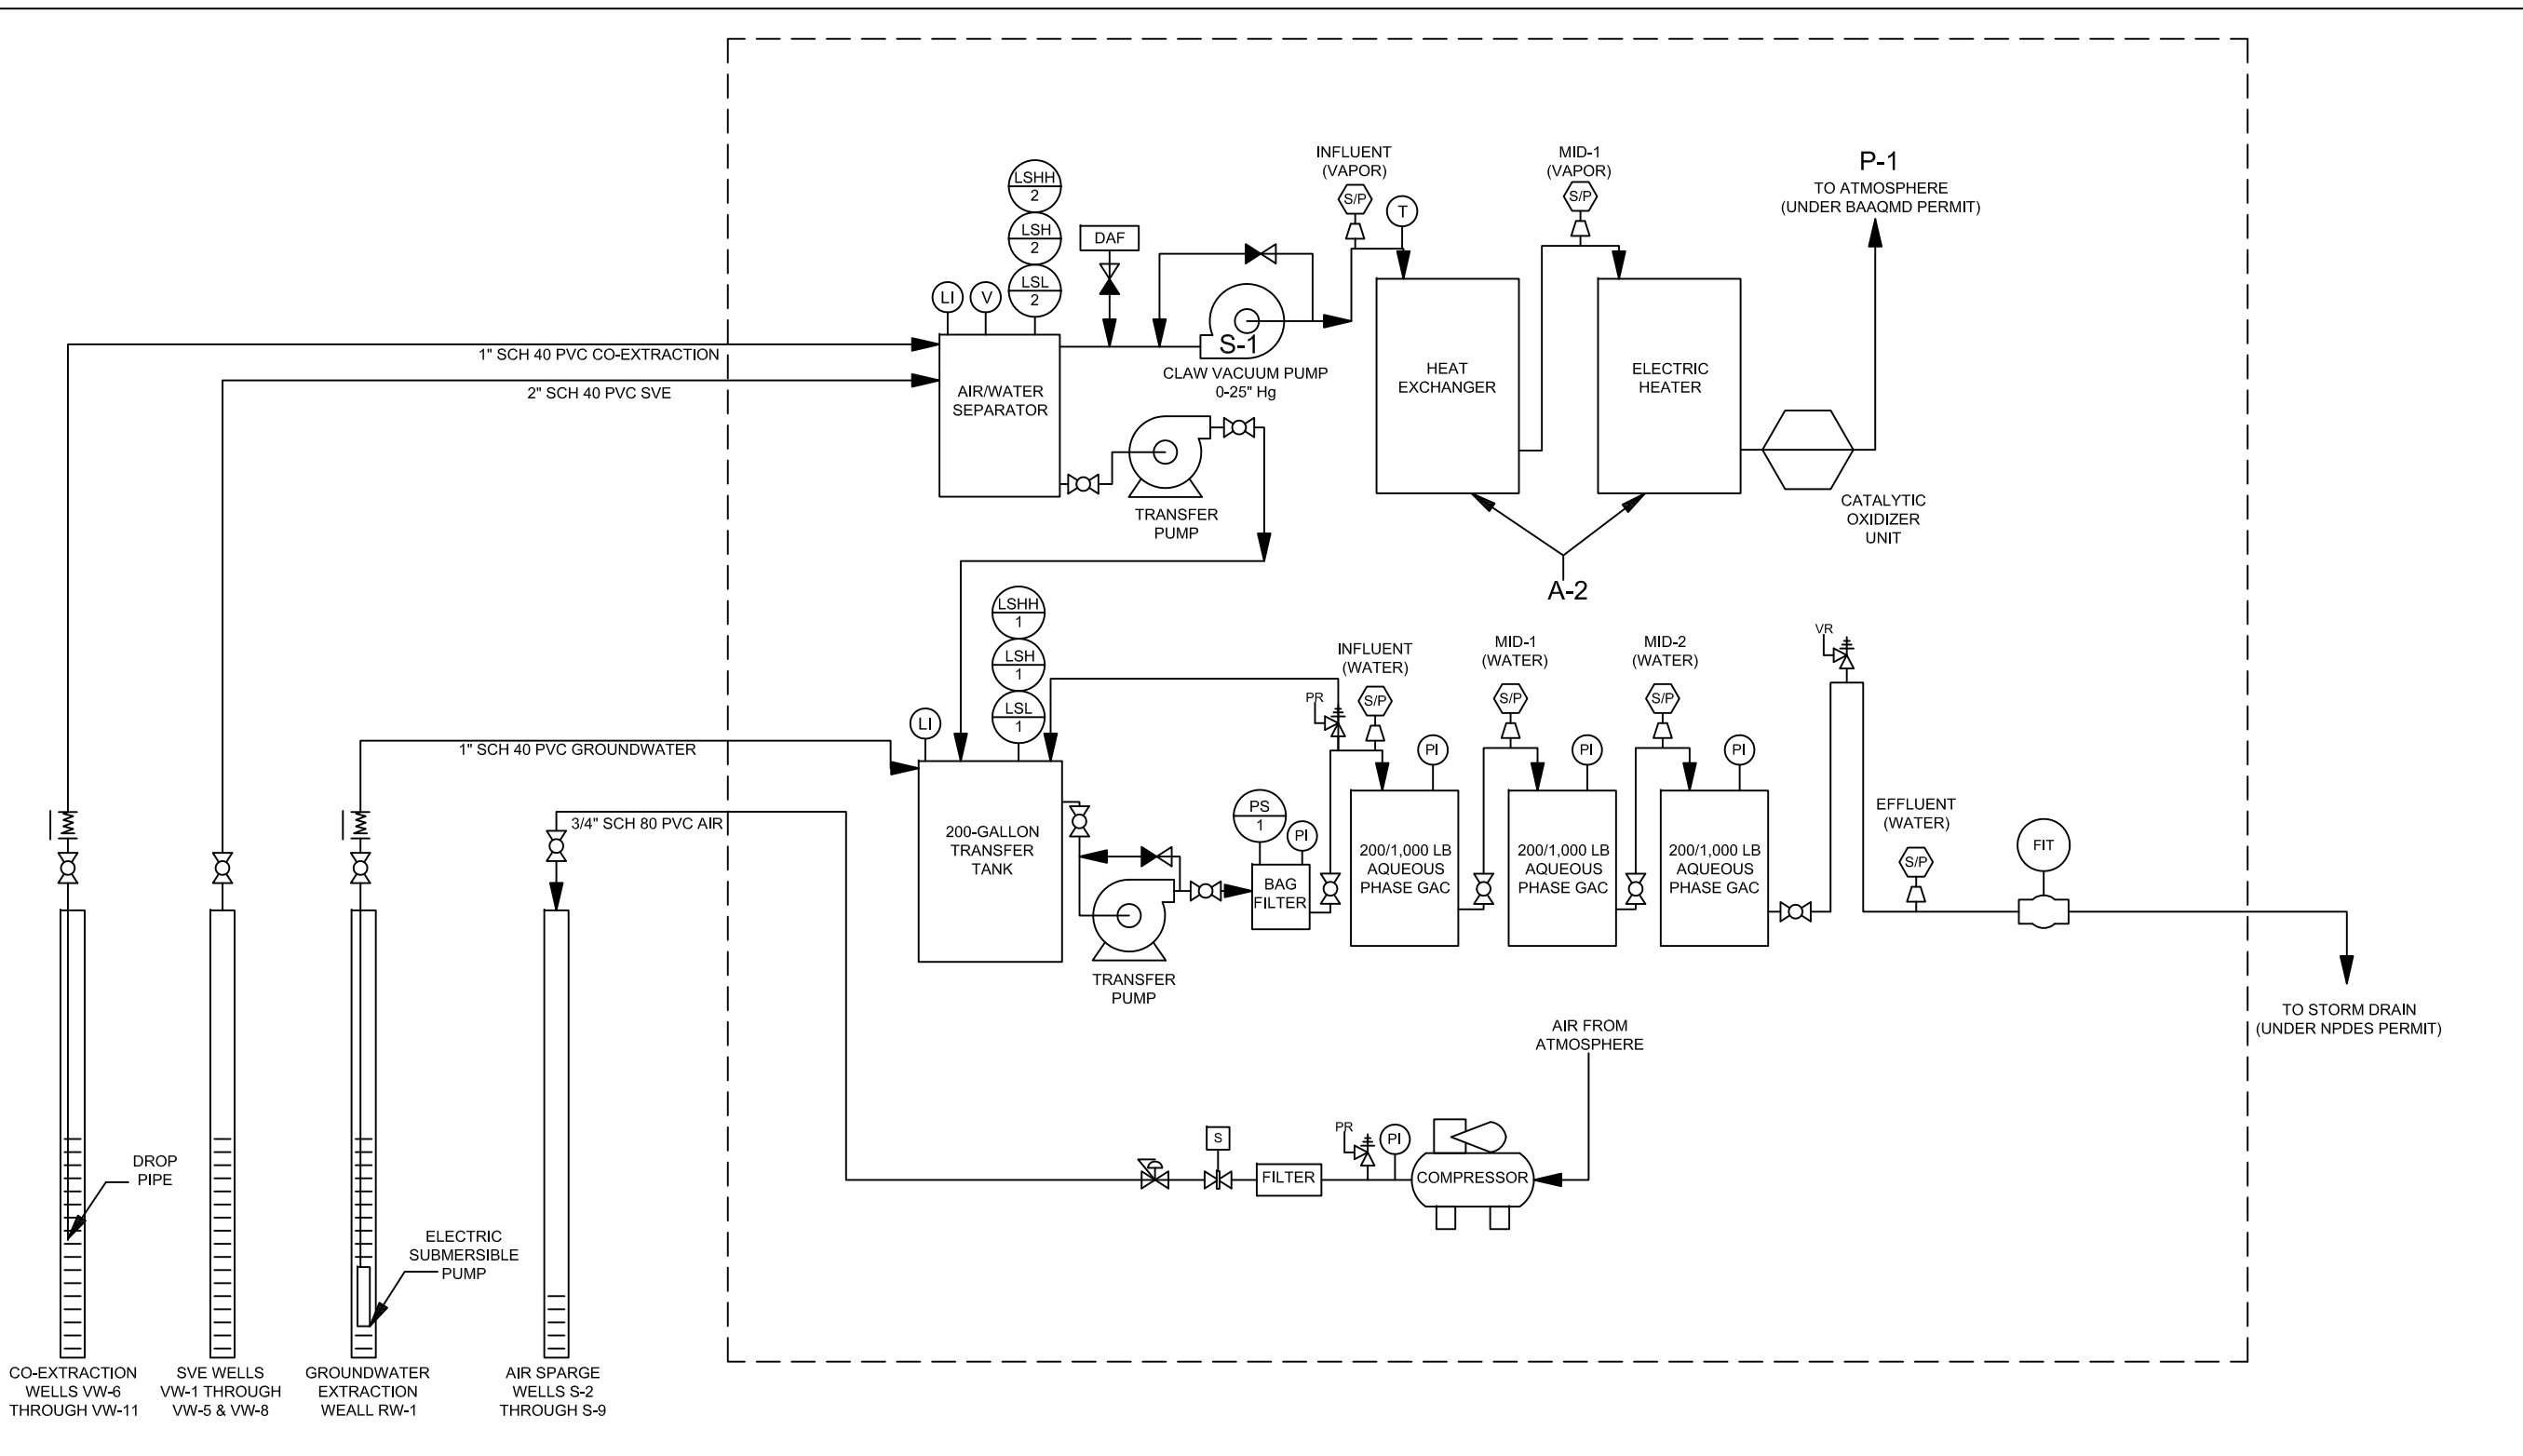 INFLUENT
(VAPOR)
S/P
T
MID-1
(VAPOR)
S/P
P-1
TO ATMOSPHERE
(UNDER BAAQMD PERMIT)
LSHH
2
LSH
2
LSL
2
DAF
LI
V
1" SCH 40 PVC CO-EXTRACTION
2" SCH 40 PVC SVE
AIR/WATER
SEPARATOR
S-1
CLAW VACUUM PUMP
0-25" Hg
HEAT
EXCHANGER
ELECTRIC
HEATER
TRANSFER
PUMP
CATALYTIC
OXIDIZER
UNIT
A-2
LSHH
1
LSH
1
LSL
1
LI
INFLUENT
(WATER)
PR
S/P
MID-1
(WATER)
S/P
MID-2
(WATER)
S/P
VR
1" SCH 40 PVC GROUNDWATER
PI
PI
PI
3/4" SCH 80 PVC AIR
200-GALLON
TRANSFER
TANK
PS
1
PI
BAG
FILTER
200/1,000 LB
AQUEOUS
PHASE GAC
200/1,000 LB
AQUEOUS
PHASE GAC
200/1,000 LB
AQUEOUS
PHASE GAC
EFFLUENT
(WATER)
S/P
FIT
TRANSFER
PUMP
TO STORM DRAIN
(UNDER NPDES PERMIT)
AIR FROM
ATMOSPHERE
S
FILTER
PR
PI
COMPRESSOR
DROP
PIPE
ELECTRIC
SUBMERSIBLE
PUMP
CO-EXTRACTION
WELLS VW-6
THROUGH VW-11
SVE WELLS
VW-1 THROUGH
VW-5 & VW-8
GROUNDWATER
EXTRACTION
WEALL RW-1
AIR SPARGE
WELLS S-2
THROUGH S-9